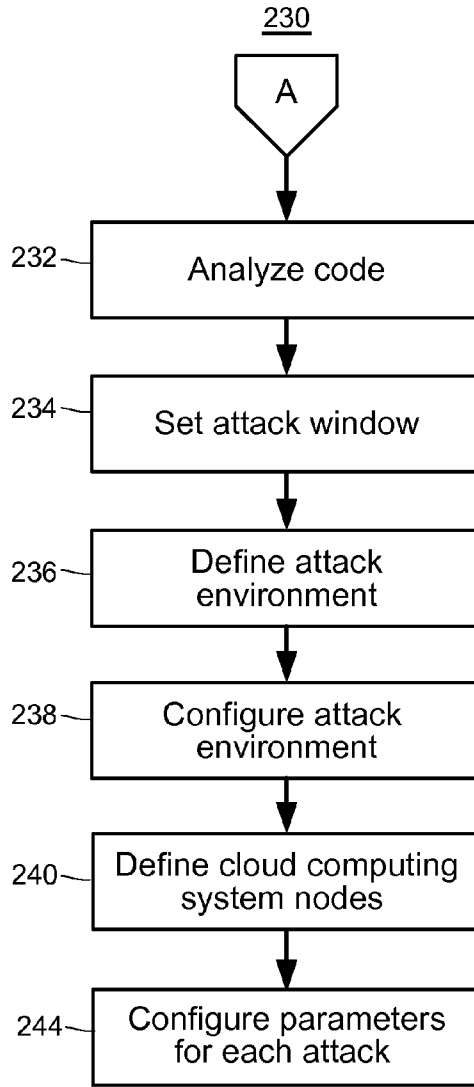 230
A
232
Analyze code
234
Set attack window
236
Define attack
environment
238
Configure attack
environment
240
Define cloud computing
system nodes
244
Configure parameters
for each attack